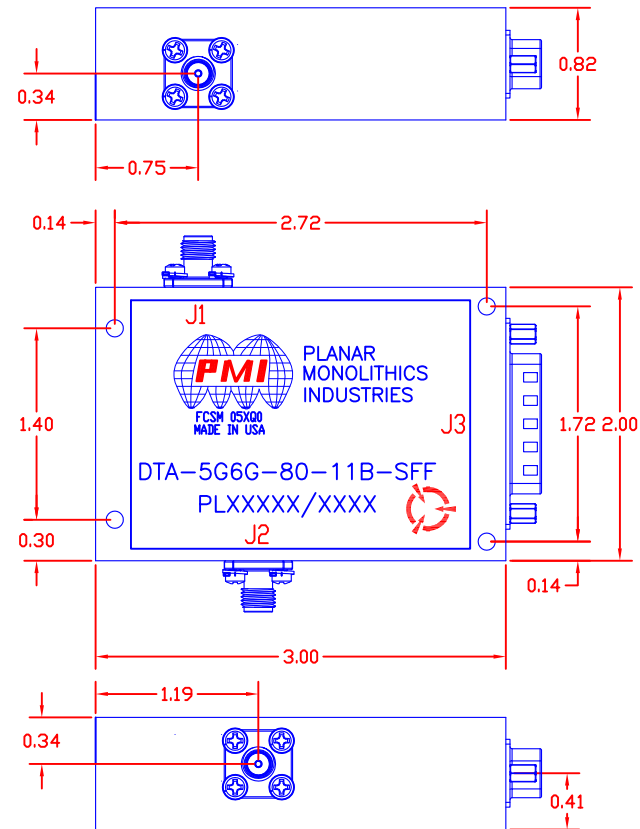 0.82
0.34
0.75
0.14
2.72
J1
PMI
PLANAR
MONOLITHICS
INDUSTRIES
FCSM 05XQ0
MADE IN USA
J3
1.40
1.72
2.00
DTA-5G6G-80-11B-SFF
PLXXXXX/XXXX
J2
0.30
0.14
3.00
1.19
0.34
0.41